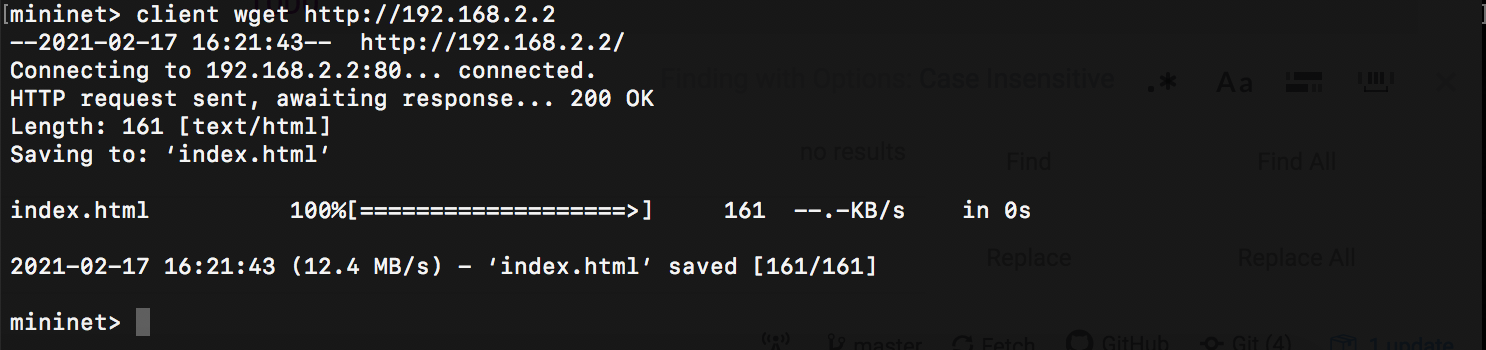 mininet> client wget http://192.168.2.2
--2021-02-17 16:21:43--  http://192.168.2.2/
Connecting to 192.168.2.2:80... connected.
HTTP request sent, awaiting response... 200 OK
Length: 161 [text/html]
Saving to: ‘index.html’
index.html          100%[===================>]     161  --.-KB/s    in 0s
2021-02-17 16:21:43 (12.4 MB/s) - ‘index.html’ saved [161/161]
mininet>
Finding with Options: Case Insensitive
.* Aa
no results
Find
Find All
Replace
Replace All
master
Fetch
GitHub
Git (4)
1 update